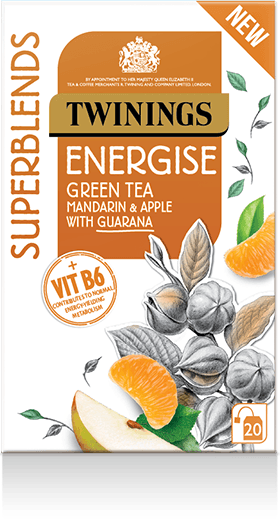 NEW
SUPERBLENDS
BY APPOINTMENT TO HER MAJESTY QUEEN ELIZABETH II
TEA & COFFEE MERCHANTS R. TWINING AND COMPANY LIMITED, LONDON.
TWININGS
ENERGISE
GREEN TEA
MANDARIN & APPLE
WITH GUARANA
+
VIT B6
CONTRIBUTES TO NORMAL
ENERGY-YIELDING
METABOLISM
20